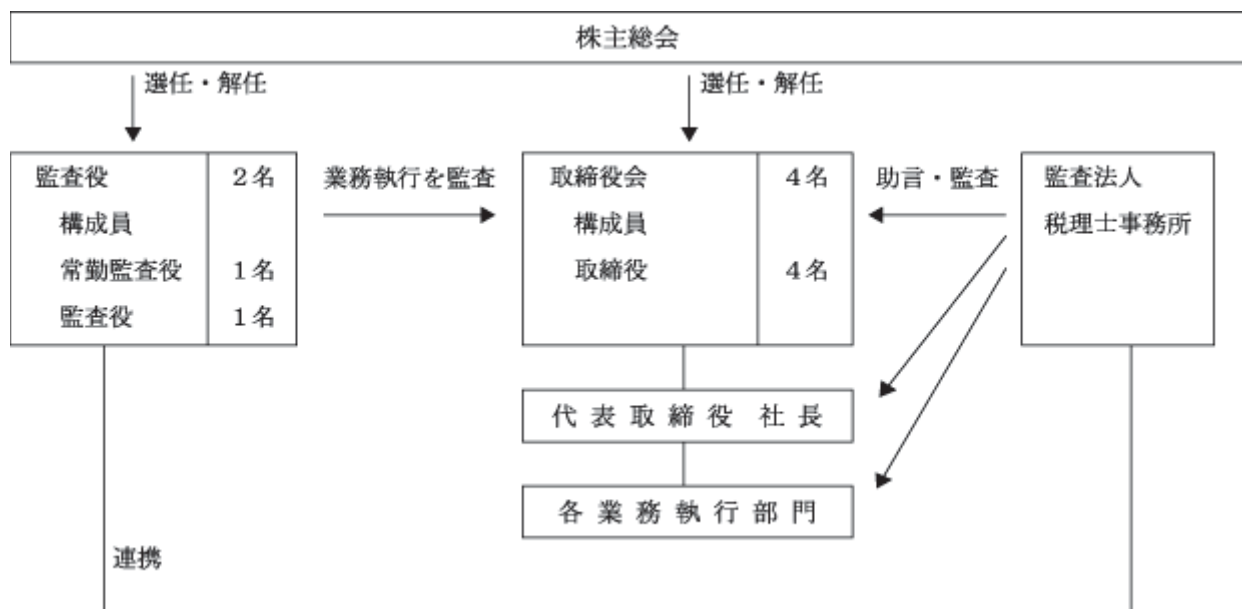 株主総会
選任・解任
選任・解任
監査役 2名
構成員
常勤監査役 1名
監査役 1名
業務執行を監査
取締役会 4名
構成員
取締役 4名
助言・監査
監査法人
税理士事務所
代表取締役 社長
各業務執行部門
連携